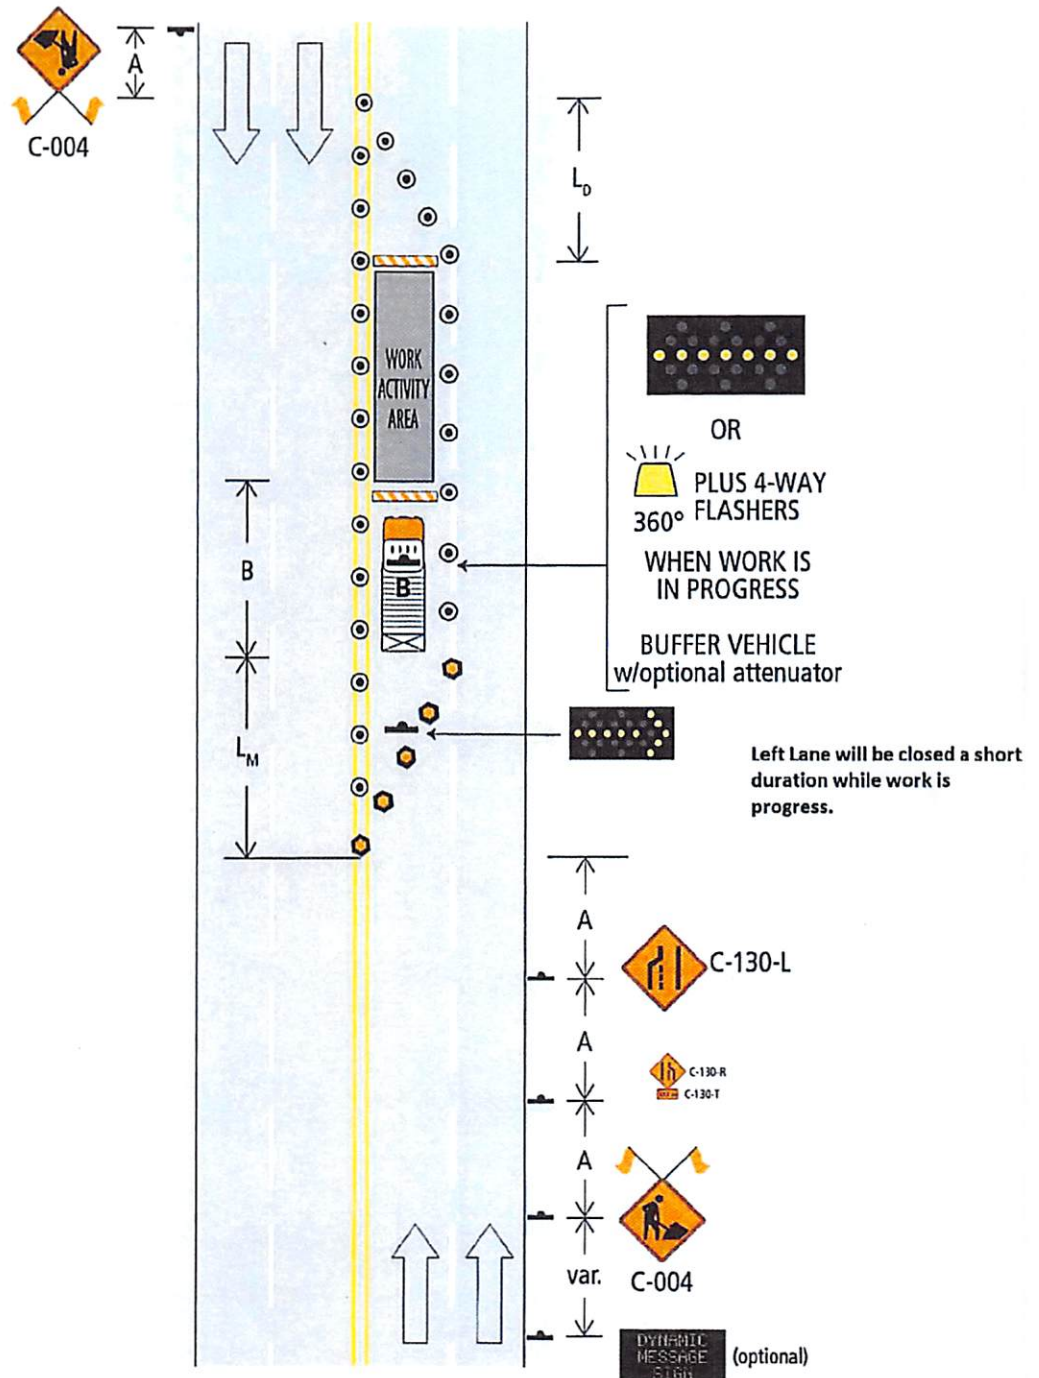 A
C-004
L_D
WORK
ACTIVITY
AREA
OR
PLUS 4-WAY
FLASHERS
360°
WHEN WORK IS
IN PROGRESS
B
B
BUFFER VEHICLE
w/optional attenuator
L_M
Left Lane will be closed a short
duration while work is
progress.
A
C-130-L
A
C-130-R
C-130-T
A
C-004
var.
DYNAMIC
MESSAGE
SIGN
(optional)